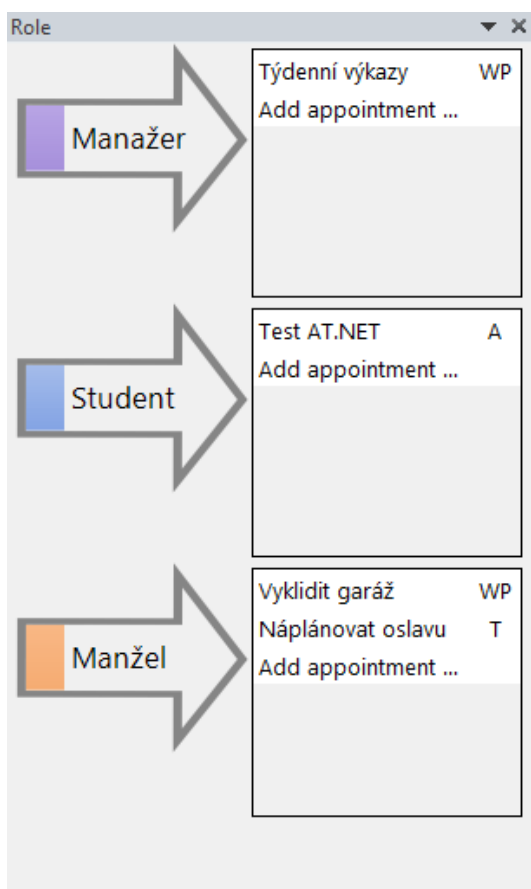 Role
Manažer
Týdenní výkazy WP
Add appointment ...
Student
Test AT.NET A
Add appointment ...
Manžel
Vyklidit garáž WP
Náplánovat oslavu T
Add appointment ...